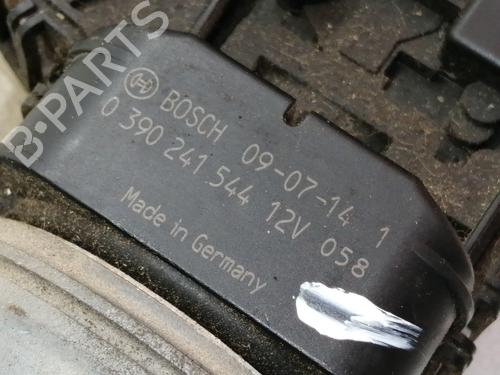 BOSCH 09-07-14 1
0 390 241 544 12V 058
Made in Germany
B-PARTS